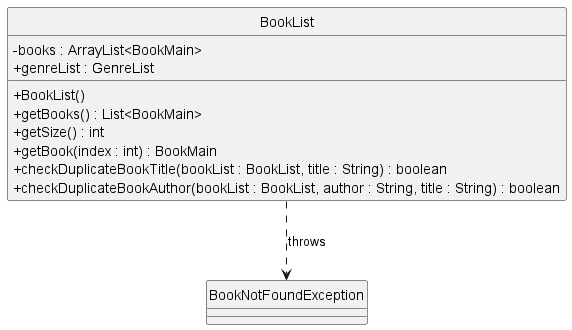 BookList
-books : ArrayList<BookMain>
+genreList : GenreList
+BookList()
+getBooks() : List<BookMain>
+getSize() : int
+getBook(index : int) : BookMain
+checkDuplicateBookTitle(bookList : BookList, title : String) : boolean
+checkDuplicateBookAuthor(bookList : BookList, author : String, title : String) : boolean
throws
BookNotFoundException